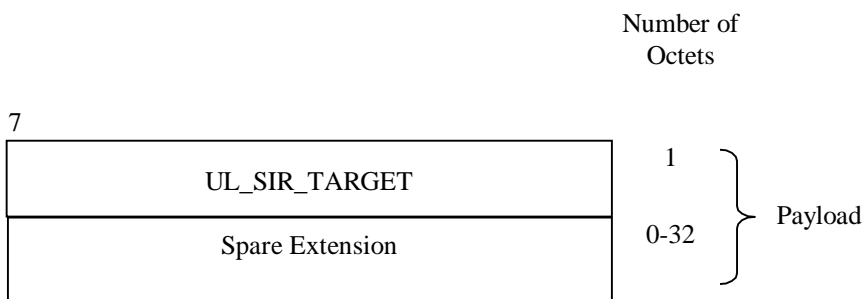 Number of
Octets
7
UL_SIR_TARGET
1
Spare Extension
0-32
Payload